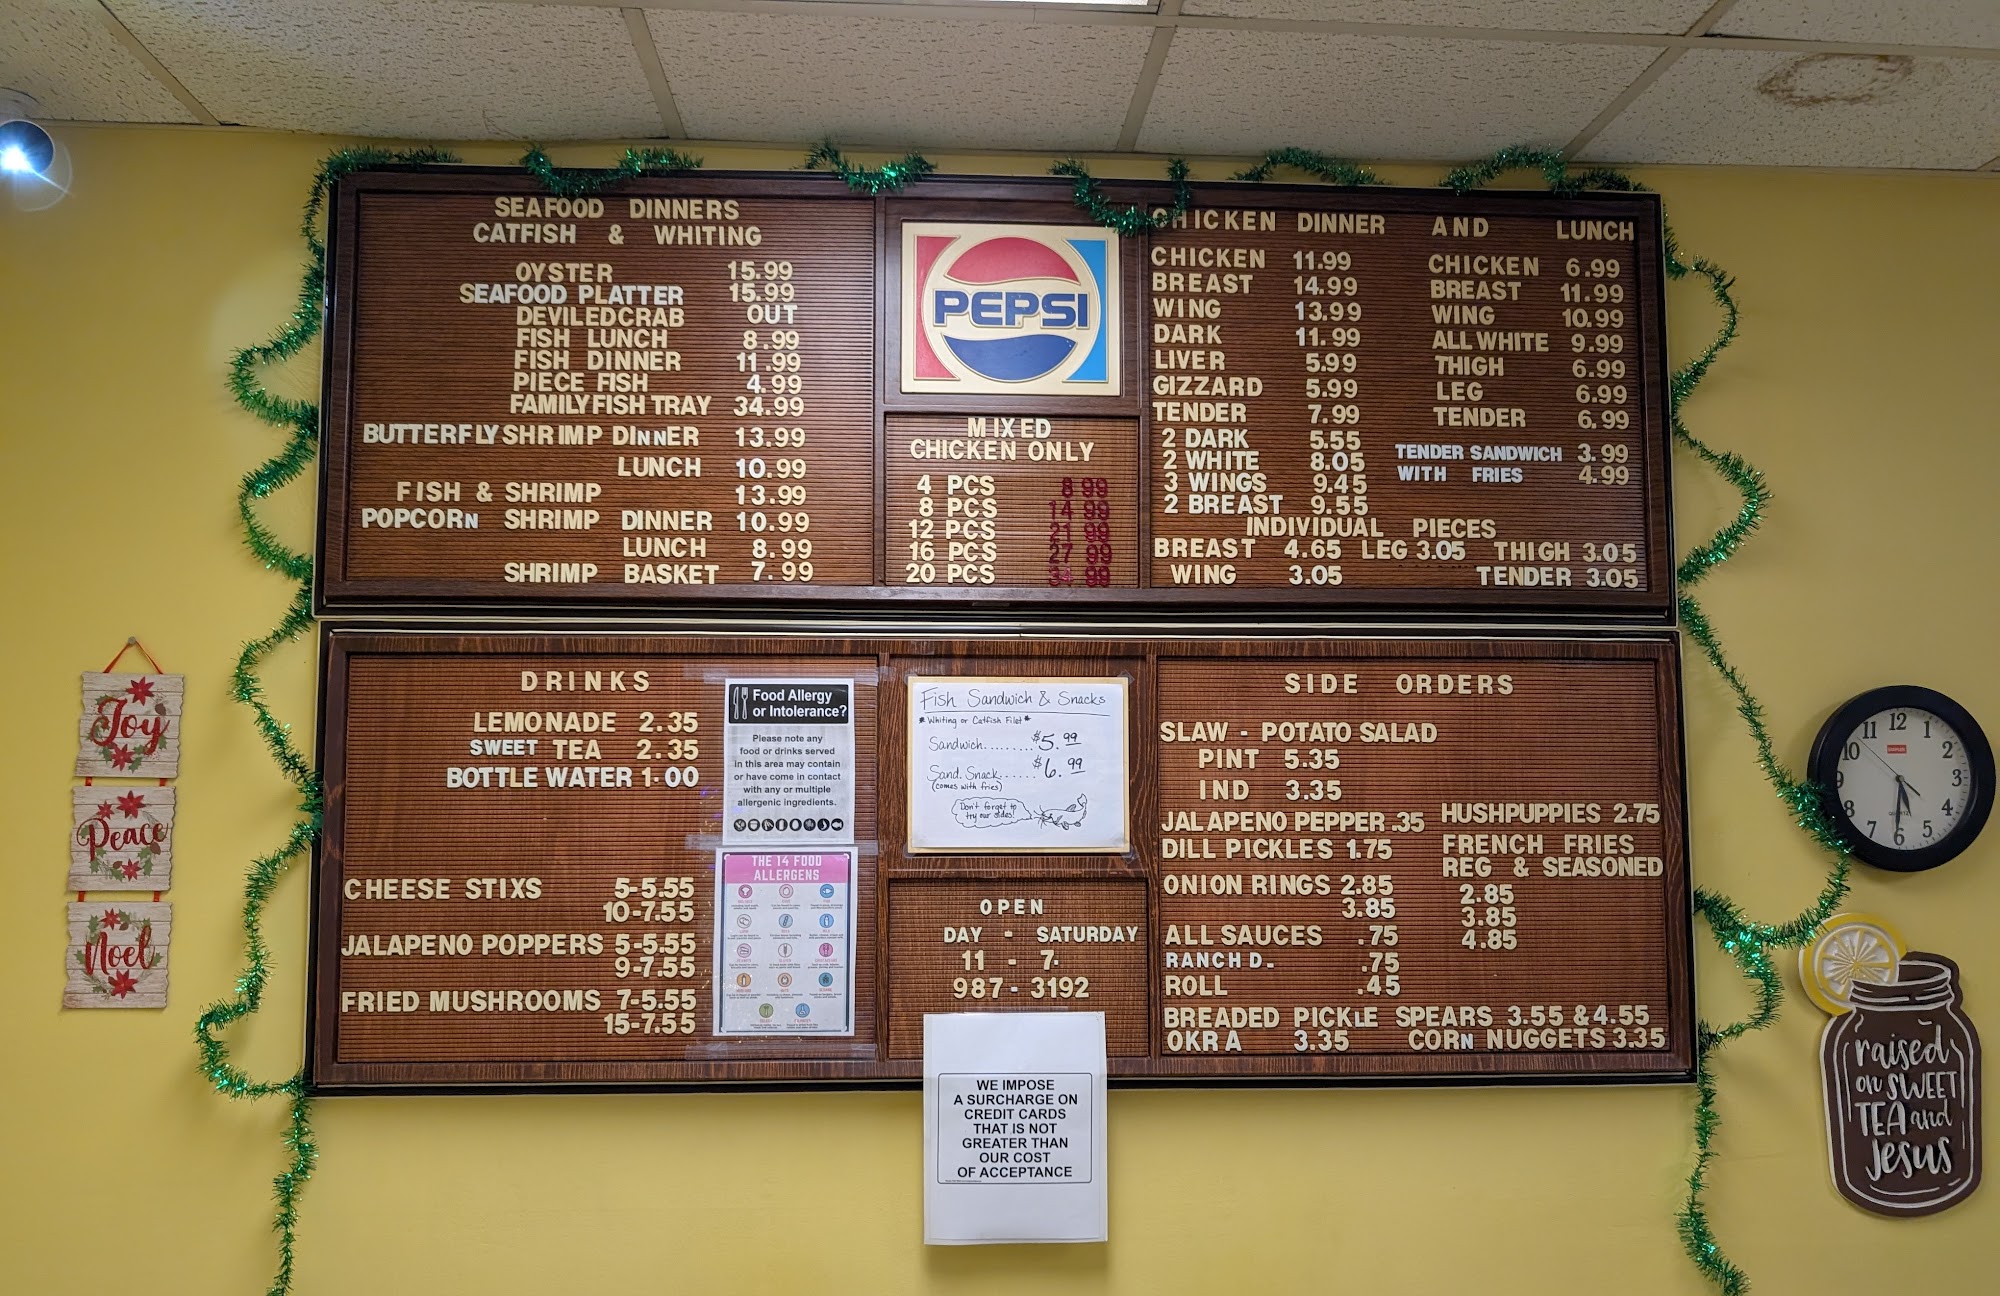 SEAFOOD DINNERS
CATFISH & WHITING
OYSTER 15.99
SEAFOOD PLATTER 15.99
DEVILEDCRAB OUT
FISH LUNCH 8.99
FISH DINNER 11.99
PIECE FISH 4.99
FAMILY FISH TRAY 34.99
BUTTERFLY SHRIMP DINNER 13.99
LUNCH 10.99
FISH & SHRIMP 13.99
POPCORN SHRIMP DINNER 10.99
LUNCH 8.99
SHRIMP BASKET 7.99
PEPSI
MIXED
CHICKEN ONLY
4 PCS 8 99
8 PCS 14 99
12 PCS 21 99
16 PCS 27 99
20 PCS 34 99
CHICKEN DINNER AND LUNCH
CHICKEN 11.99 CHICKEN 6.99
BREAST 14.99 BREAST 11.99
WING 13.99 WING 10.99
DARK 11.99 ALL WHITE 9.99
LIVER 5.99 THIGH 6.99
GIZZARD 5.99 LEG 6.99
TENDER 7.99 TENDER 6.99
2 DARK 5.55 TENDER SANDWICH 3.99
2 WHITE 8.05 WITH FRIES 4.99
3 WINGS 9.45
2 BREAST 9.55
INDIVIDUAL PIECES
BREAST 4.65 LEG 3.05 THIGH 3.05
WING 3.05 TENDER 3.05
DRINKS
LEMONADE 2.35
SWEET TEA 2.35
BOTTLE WATER 1.00
CHEESE STIXS 5-5.55
10-7.55
JALAPENO POPPERS 5-5.55
9-7.55
FRIED MUSHROOMS 7-5.55
15-7.55
Food Allergy
or Intolerance?
Please note any
food or drinks served
in this area may contain
or have come in contact
with any or multiple
allergenic ingredients.
THE 14 FOOD
ALLERGENS
Fish Sandwich & Snacks
* Whiting or Catfish Filet *
Sandwich........ $5.99
Sand. Snack...... $6.99
(comes with fries)
Don't forget to
try our sides!
OPEN
DAY - SATURDAY
11 - 7.
987-3192
WE IMPOSE
A SURCHARGE ON
CREDIT CARDS
THAT IS NOT
GREATER THAN
OUR COST
OF ACCEPTANCE
SIDE ORDERS
SLAW - POTATO SALAD
PINT 5.35
IND 3.35
JALAPENO PEPPER .35 HUSHPUPPIES 2.75
DILL PICKLES 1.75 FRENCH FRIES
REG & SEASONED
ONION RINGS 2.85 2.85
3.85 3.85
ALL SAUCES .75 4.85
RANCH D. .75
ROLL .45
BREADED PICKLE SPEARS 3.55 & 4.55
OKRA 3.35 CORN NUGGETS 3.35
Joy
Peace
Noel
12
1
2
3
4
5
6
7
8
9
10
11
raised
on SWEET
TEA and
Jesus